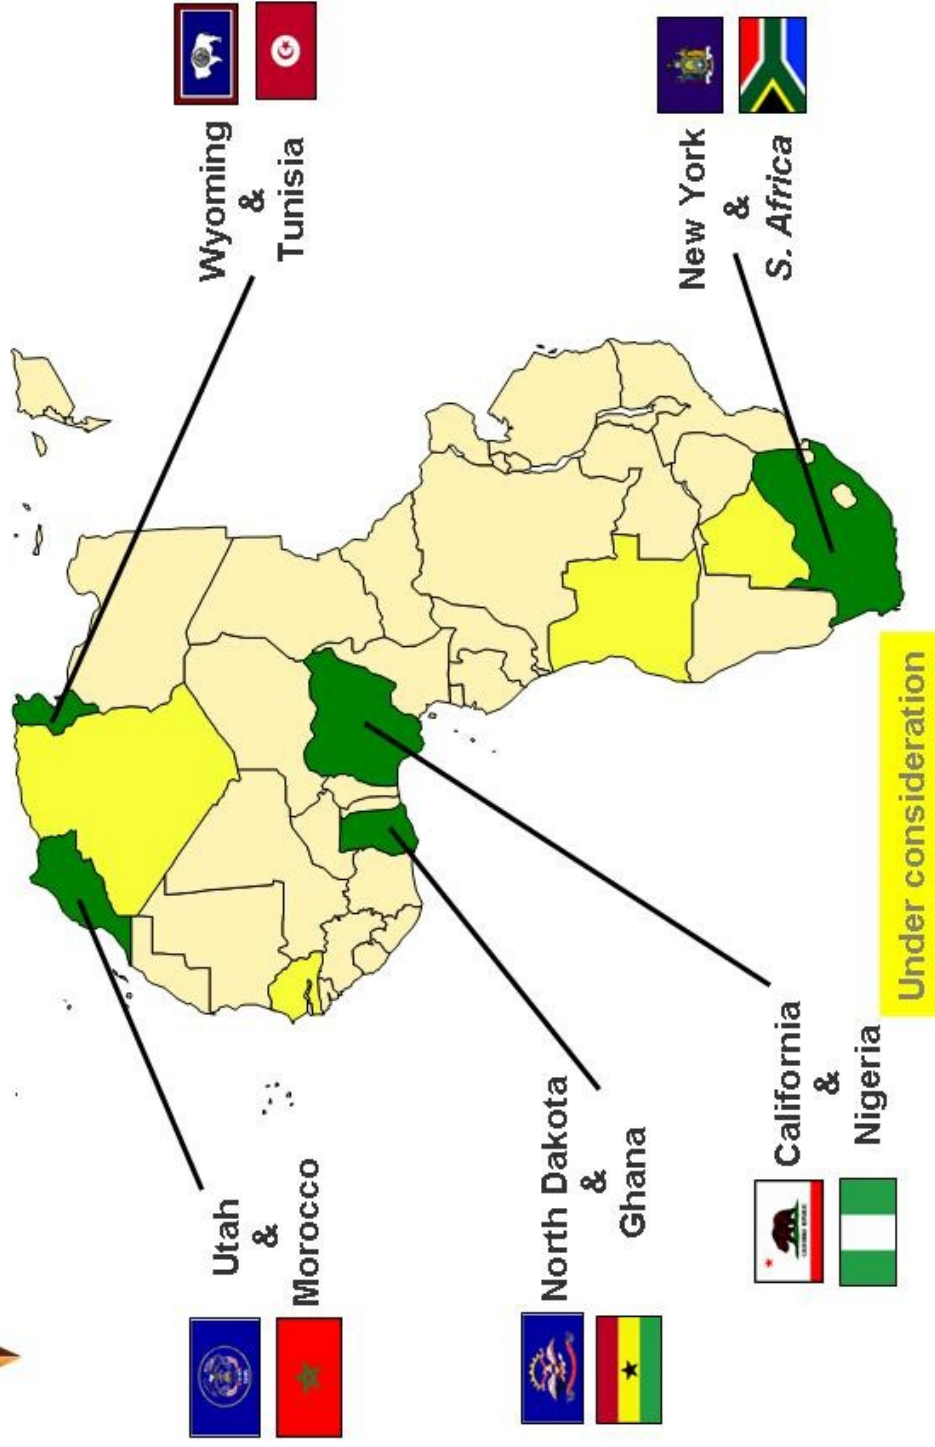 Utah
&
Morocco
North Dakota
&
Ghana
California
&
Nigeria
Wyoming
&
Tunisia
New York
&
S. Africa
Under consideration